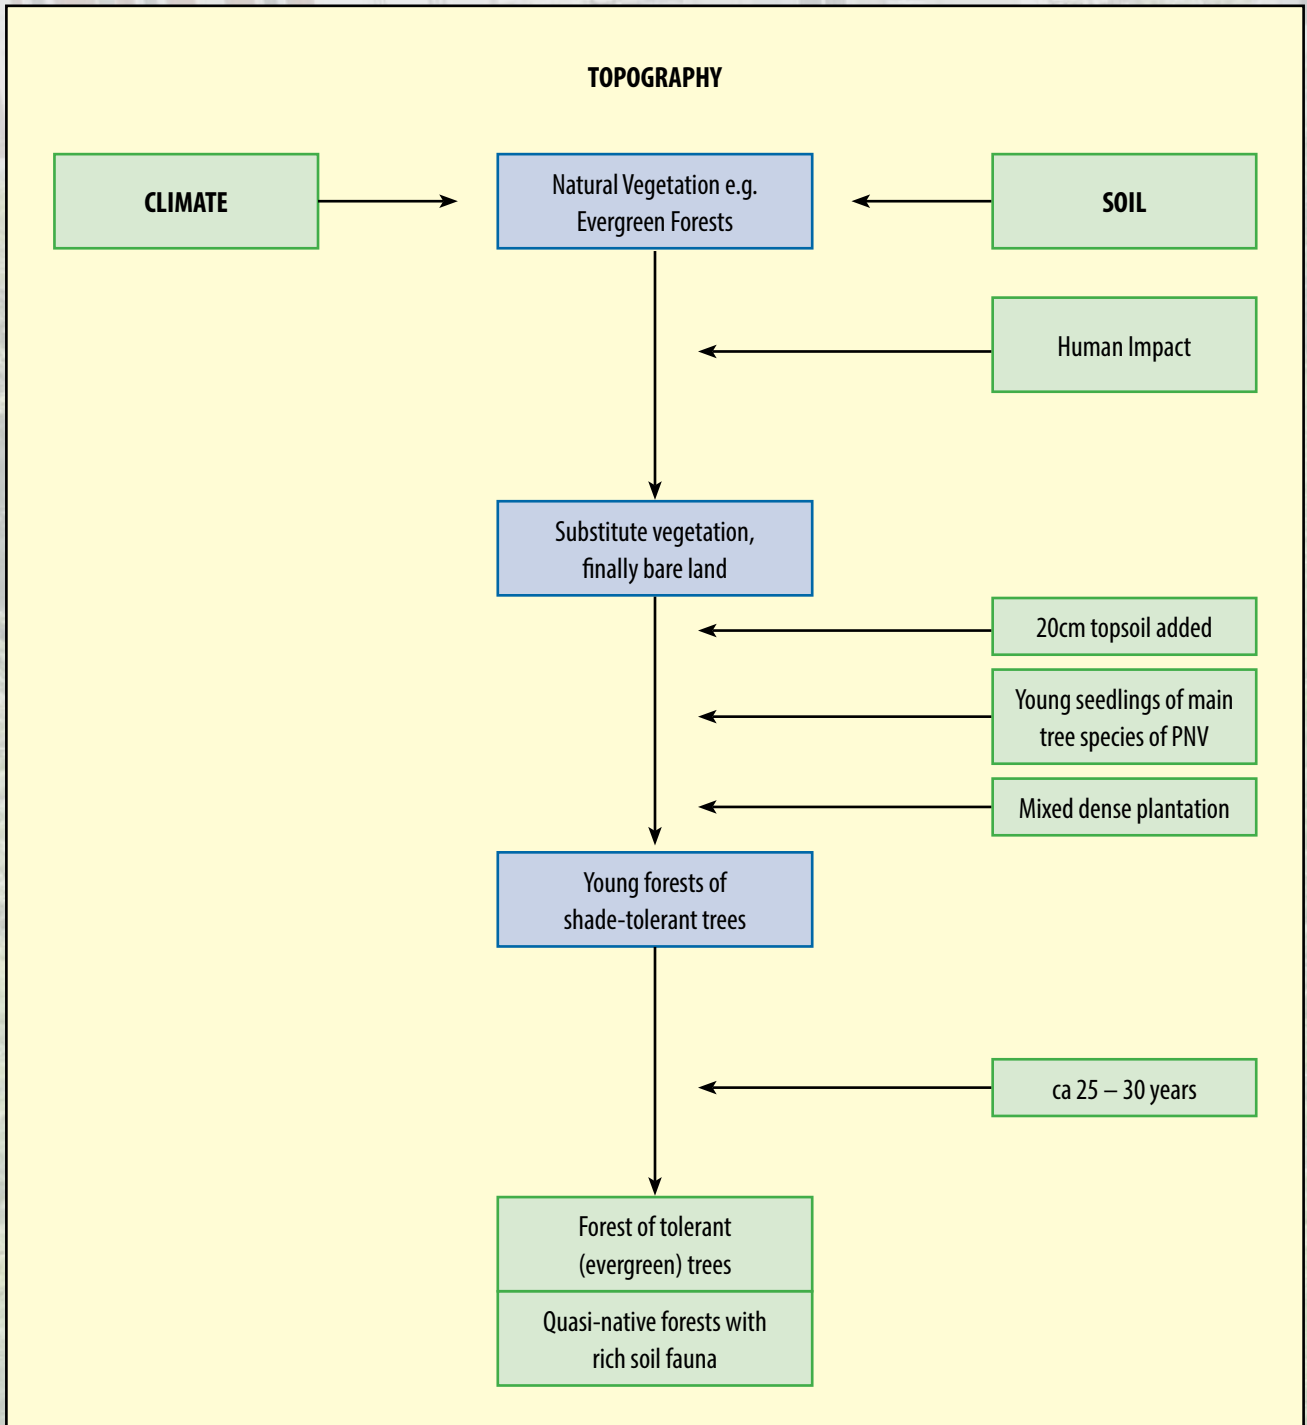 TOPOGRAPHY
CLIMATE
Natural Vegetation e.g.
Evergreen Forests
SOIL
Human Impact
Substitute vegetation,
finally bare land
20cm topsoil added
Young seedlings of main
tree species of PNV
Mixed dense plantation
Young forests of
shade-tolerant trees
ca 25 – 30 years
Forest of tolerant
(evergreen) trees
Quasi-native forests with
rich soil fauna